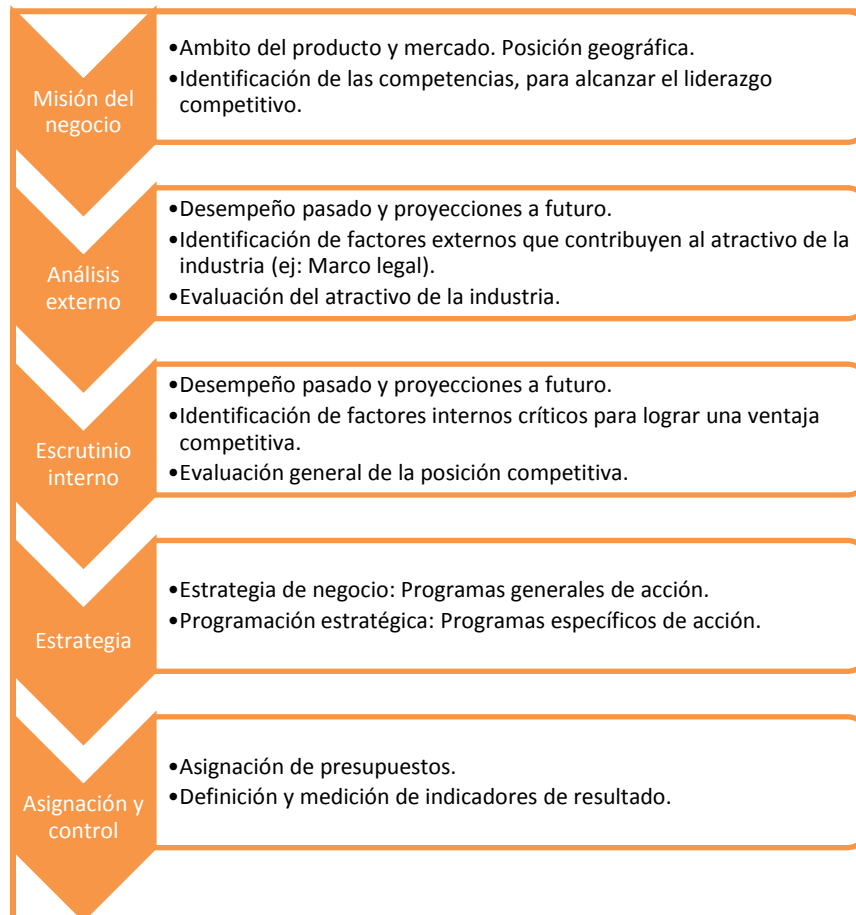 Misión del
negocio
•Ambito del producto y mercado. Posición geográfica.
•Identificación de las competencias, para alcanzar el liderazgo
competitivo.
Análisis
externo
•Desempeño pasado y proyecciones a futuro.
•Identificación de factores externos que contribuyen al atractivo de la
industria (ej: Marco legal).
•Evaluación del atractivo de la industria.
Escrutinio
interno
•Desempeño pasado y proyecciones a futuro.
•Identificación de factores internos críticos para lograr una ventaja
competitiva.
•Evaluación general de la posición competitiva.
Estrategia
•Estrategia de negocio: Programas generales de acción.
•Programación estratégica: Programas específicos de acción.
Asignación y
control
•Asignación de presupuestos.
•Definición y medición de indicadores de resultado.